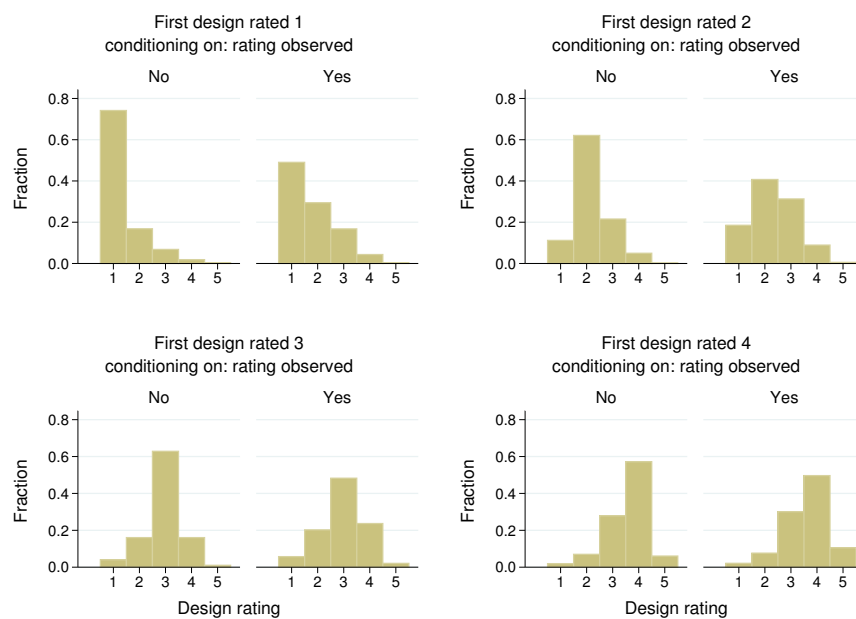 First design rated 1
conditioning on: rating observed
No Yes
Fraction
0.8
0.6
0.4
0.2
0.0
1 2 3 4 5 1 2 3 4 5
First design rated 2
conditioning on: rating observed
No Yes
Fraction
0.8
0.6
0.4
0.2
0.0
1 2 3 4 5 1 2 3 4 5
First design rated 3
conditioning on: rating observed
No Yes
Fraction
0.8
0.6
0.4
0.2
0.0
1 2 3 4 5 1 2 3 4 5
Design rating
First design rated 4
conditioning on: rating observed
No Yes
Fraction
0.8
0.6
0.4
0.2
0.0
1 2 3 4 5 1 2 3 4 5
Design rating